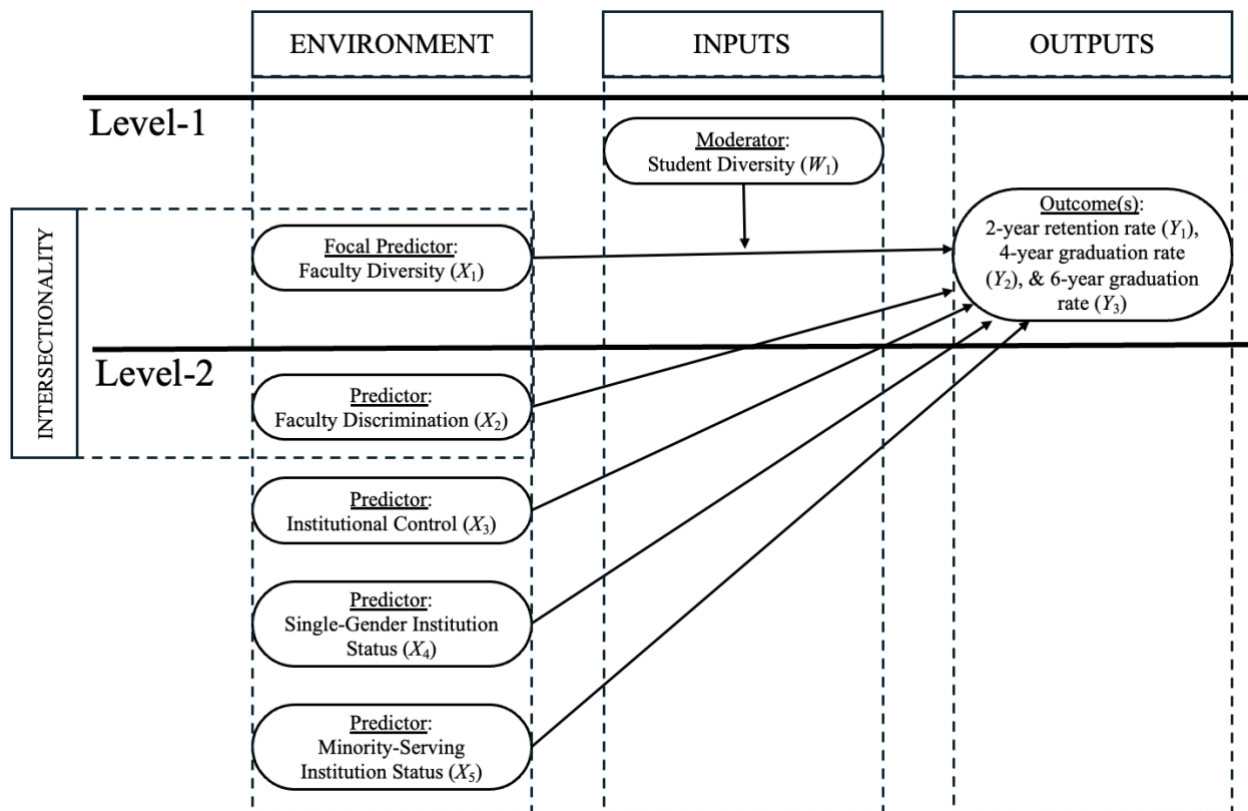 ENVIRONMENT
INPUTS
OUTPUTS
Level-1
Moderator:
Student Diversity (W₁)
INTERSECTIONALITY
Focal Predictor:
Faculty Diversity (X₁)
Outcome(s):
2-year retention rate (Y₁),
4-year graduation rate
(Y₂), & 6-year graduation
rate (Y₃)
Level-2
Predictor:
Faculty Discrimination (X₂)
Predictor:
Institutional Control (X₃)
Predictor:
Single-Gender Institution
Status (X₄)
Predictor:
Minority-Serving
Institution Status (X₅)